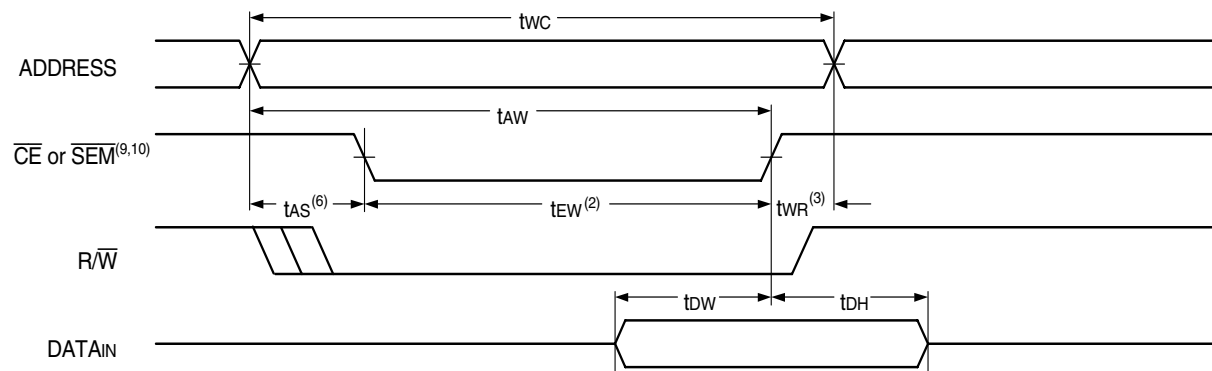 tWC
ADDRESS
tAW
CE or SEM(9,10)
tAS(6)
tEW(2)
tWR(3)
R/W
tDW
tDH
DATAIN